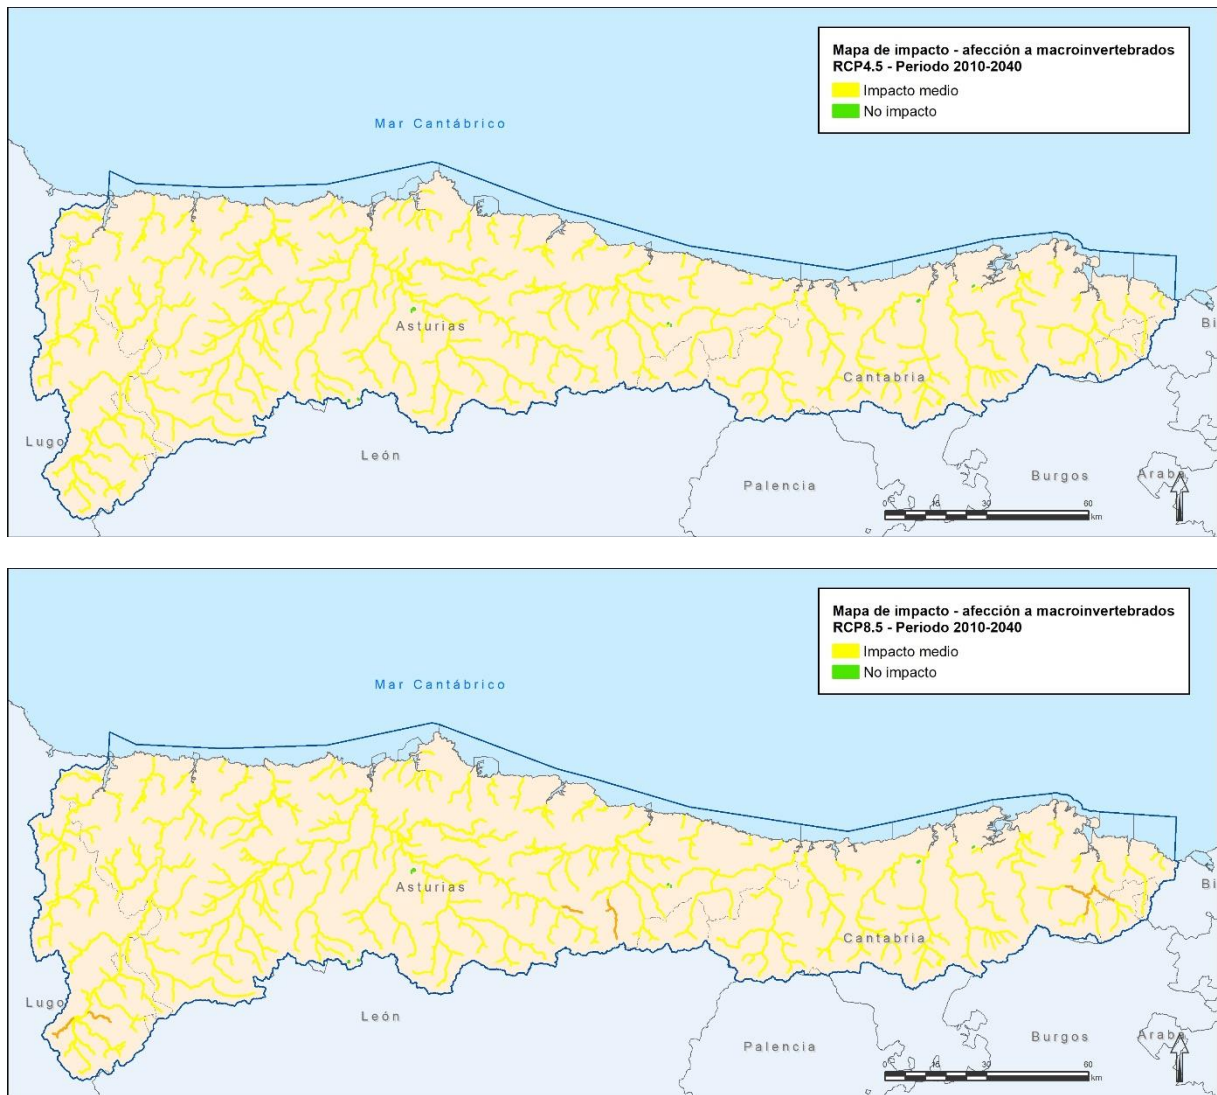 Mapa de impacto - afección a macroinvertebrados
RCP4.5 - Periodo 2010-2040
Impacto medio
No impacto
Mar Cantábrico
Asturias
Bi
Cantabria
Lugo
León
Palencia
Burgos
Araba
0 15 30 60
km
Mapa de impacto - afección a macroinvertebrados
RCP8.5 - Periodo 2010-2040
Impacto medio
No impacto
Mar Cantábrico
Asturias
Bi
Cantabria
Lugo
León
Palencia
Burgos
Araba
0 15 30 60
km